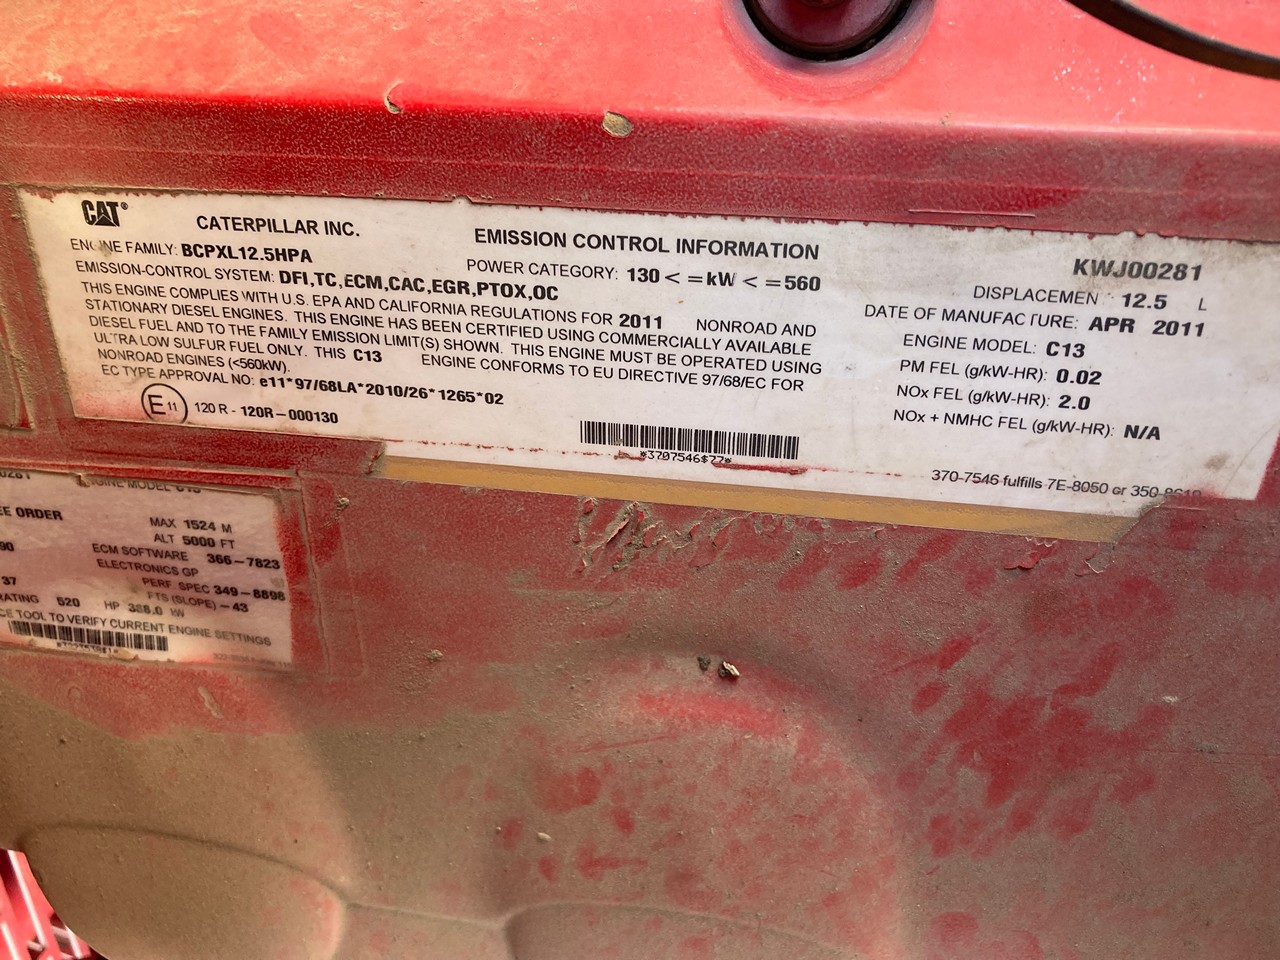 CAT®
CATERPILLAR INC.
EMISSION CONTROL INFORMATION
KWJ00281
ENGINE FAMILY: BCPXL12.5HPA
POWER CATEGORY: 130 < =kW < =560
DISPLACEMEN : 12.5 L
EMISSION-CONTROL SYSTEM: DFI,TC,ECM,CAC,EGR,PTOX,OC
DATE OF MANUFACTURE: APR 2011
THIS ENGINE COMPLIES WITH U.S. EPA AND CALIFORNIA REGULATIONS FOR 2011 NONROAD AND
STATIONARY DIESEL ENGINES. THIS ENGINE HAS BEEN CERTIFIED USING COMMERCIALLY AVAILABLE
DIESEL FUEL AND TO THE FAMILY EMISSION LIMIT(S) SHOWN. THIS ENGINE MUST BE OPERATED USING
ULTRA LOW SULFUR FUEL ONLY. THIS C13 ENGINE CONFORMS TO EU DIRECTIVE 97/68/EC FOR
NONROAD ENGINES (<560kW).
ENGINE MODEL: C13
PM FEL (g/kW-HR): 0.02
NOx FEL (g/kW-HR): 2.0
NOx + NMHC FEL (g/kW-HR): N/A
EC TYPE APPROVAL NO: e11*97/68LA*2010/26*1265*02
E11 120 R - 120R-000130
*3707546$77*
370-7546 fulfills 7E-8050 or 350-8619
0281
ENGINE MODEL C13
EE ORDER
MAX 1524 M
ALT 5000 FT
90
ECM SOFTWARE 366-7823
ELECTRONICS GP
PERF. SPEC 349-8898
37
FTS (SLOPE) -43
RATING 520 HP 388.0 kW
CE TOOL TO VERIFY CURRENT ENGINE SETTINGS